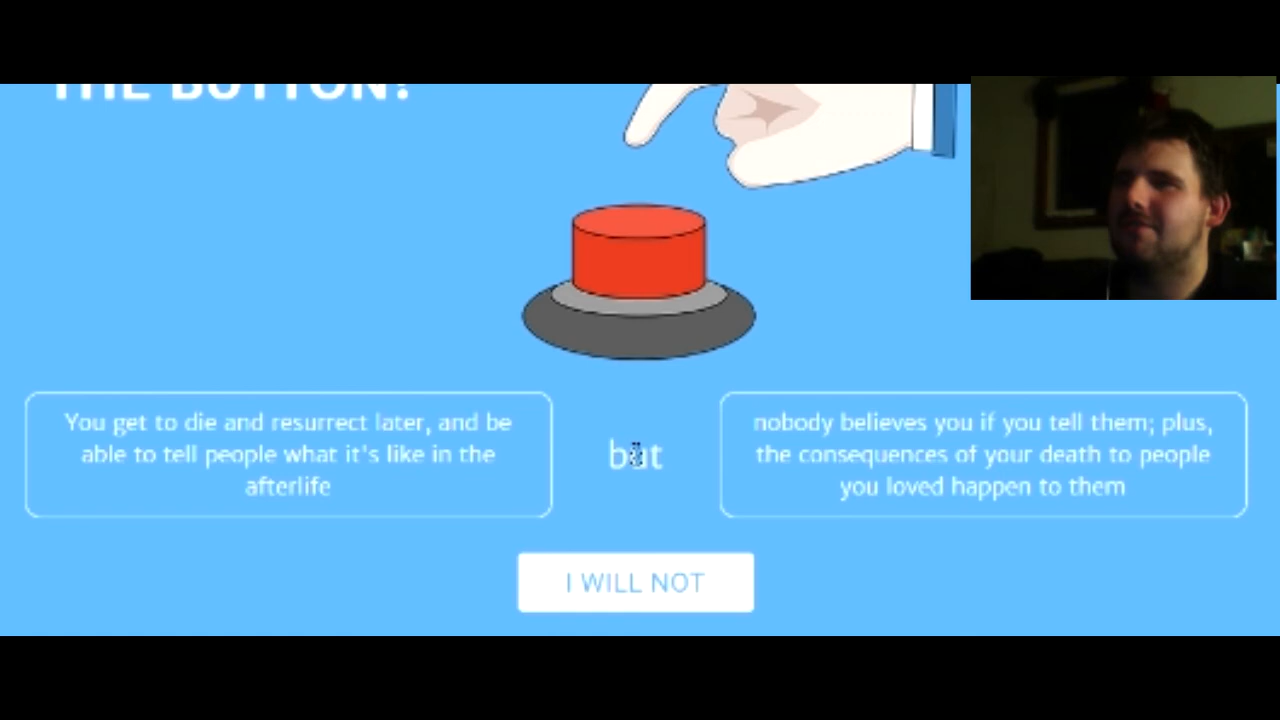 THE BUTTON?
You get to die and resurrect later, and be
able to tell people what it's like in the
afterlife
but
nobody believes you if you tell them; plus,
the consequences of your death to people
you loved happen to them
I WILL NOT